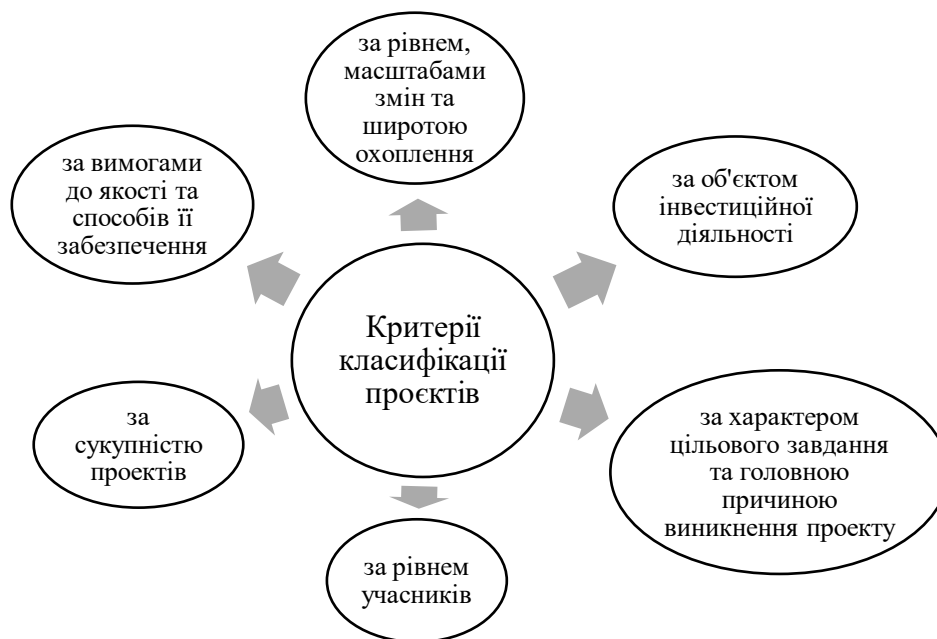 за рівнем,
масштабами
змін та
широтою
охоплення
за вимогами
до якості та
способів її
забезпечення
за об'єктом
інвестиційної
діяльності
Критерії
класифікації
проєктів
за
сукупністю
проектів
за характером
цільового завдання
та головною
причиною
виникнення проекту
за рівнем
учасників